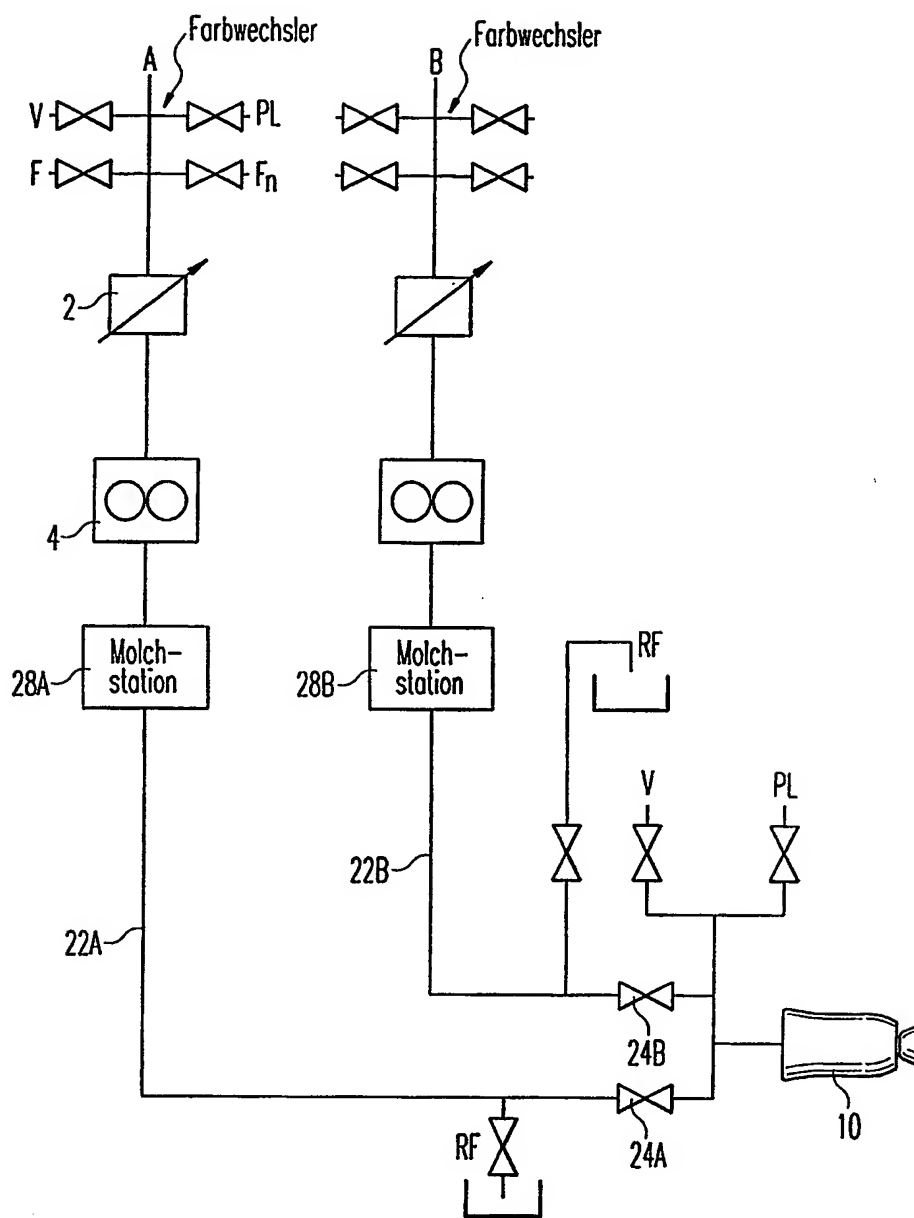 Farbwechsler
Farbwechsler
A
B
V
PL
F
Fn
2
4
Molch-
station
28A
Molch-
station
28B
RF
V
PL
22B
22A
24B
10
24A
RF